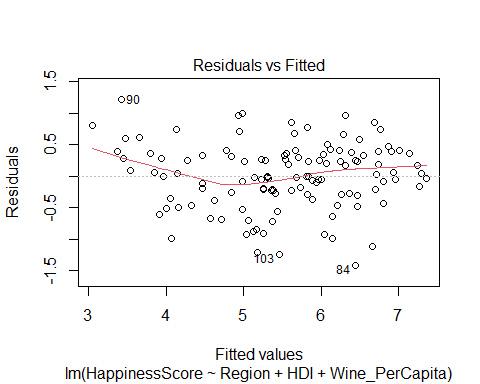 Residuals vs Fitted
Residuals
1.5
0.5
-0.5
-1.5
90
103
84
3 4 5 6 7
Fitted values
lm(HappinessScore ~ Region + HDI + Wine_PerCapita)